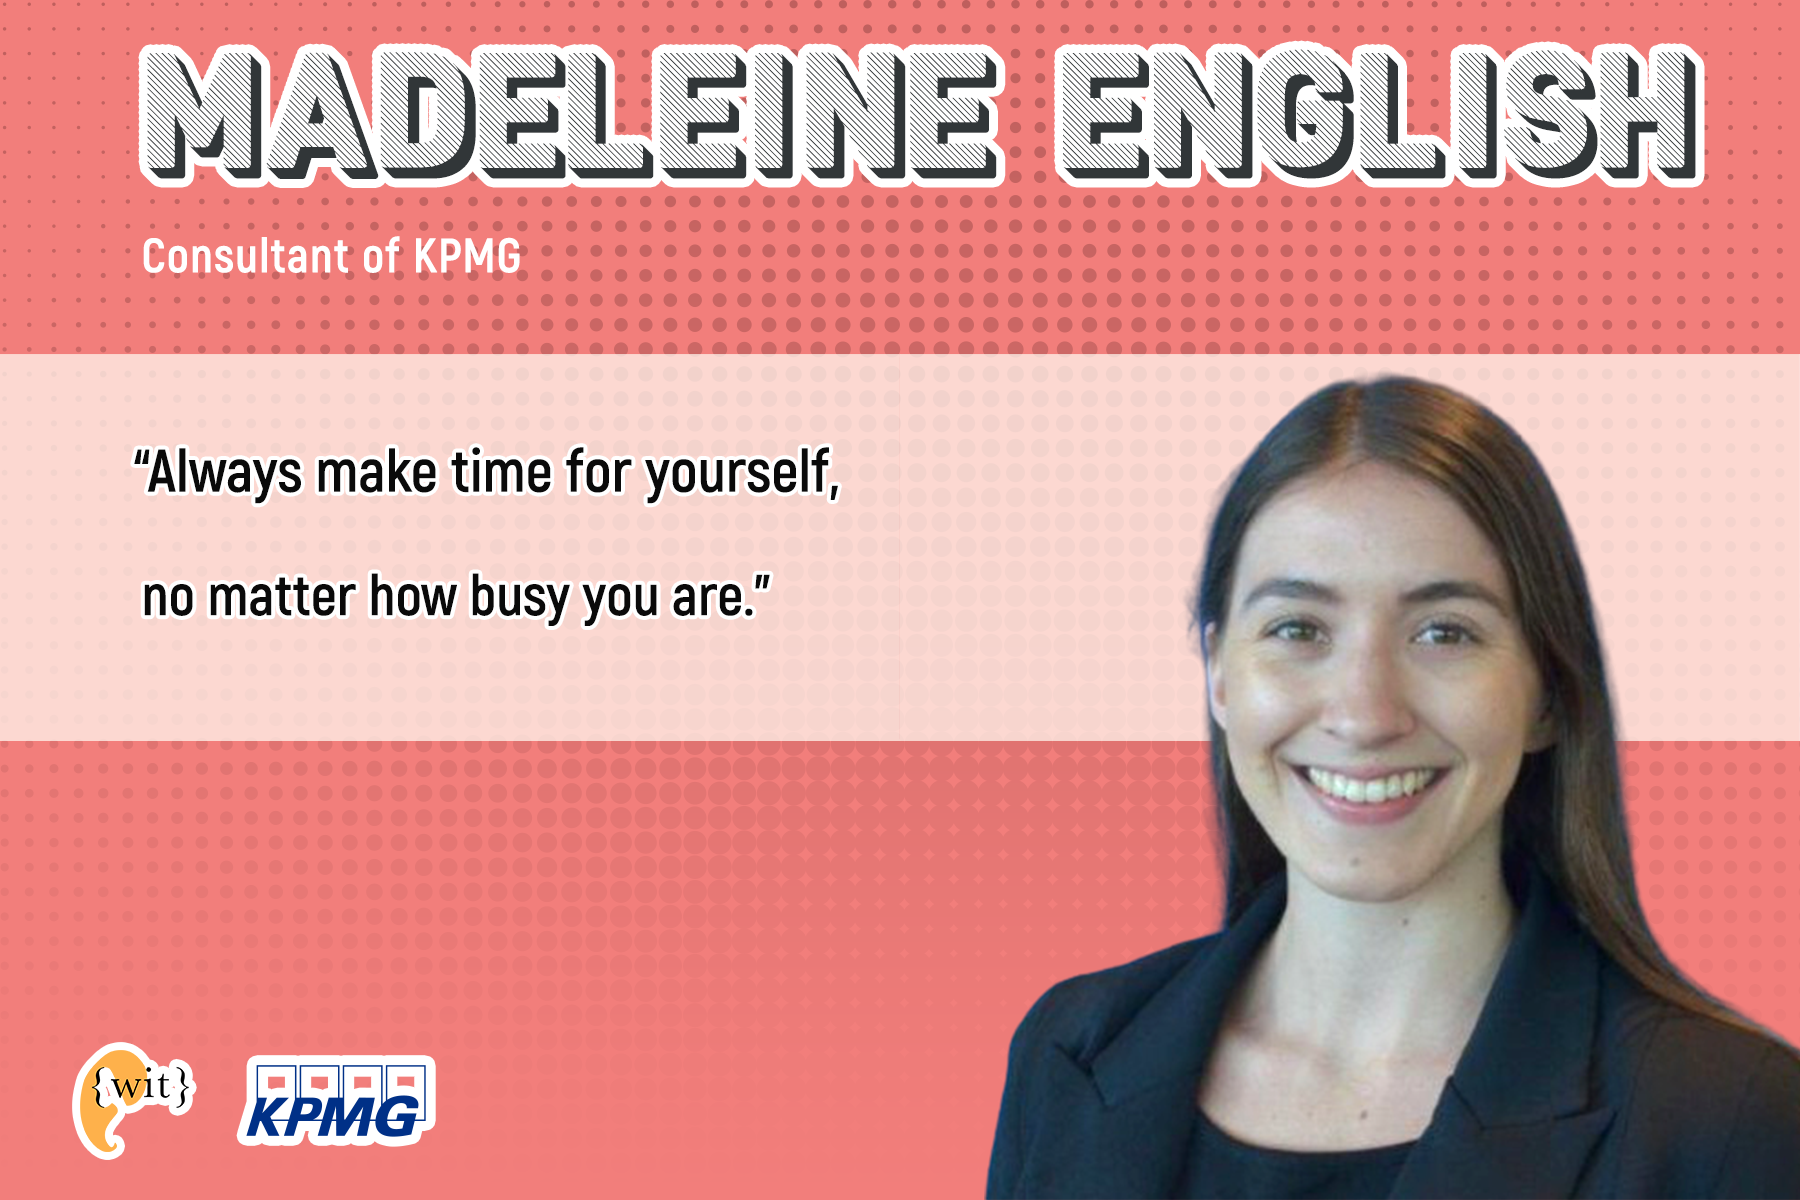 MADELEINE ENGLISH
Consultant of KPMG
“Always make time for yourself,
no matter how busy you are.”
{wit}
KPMG